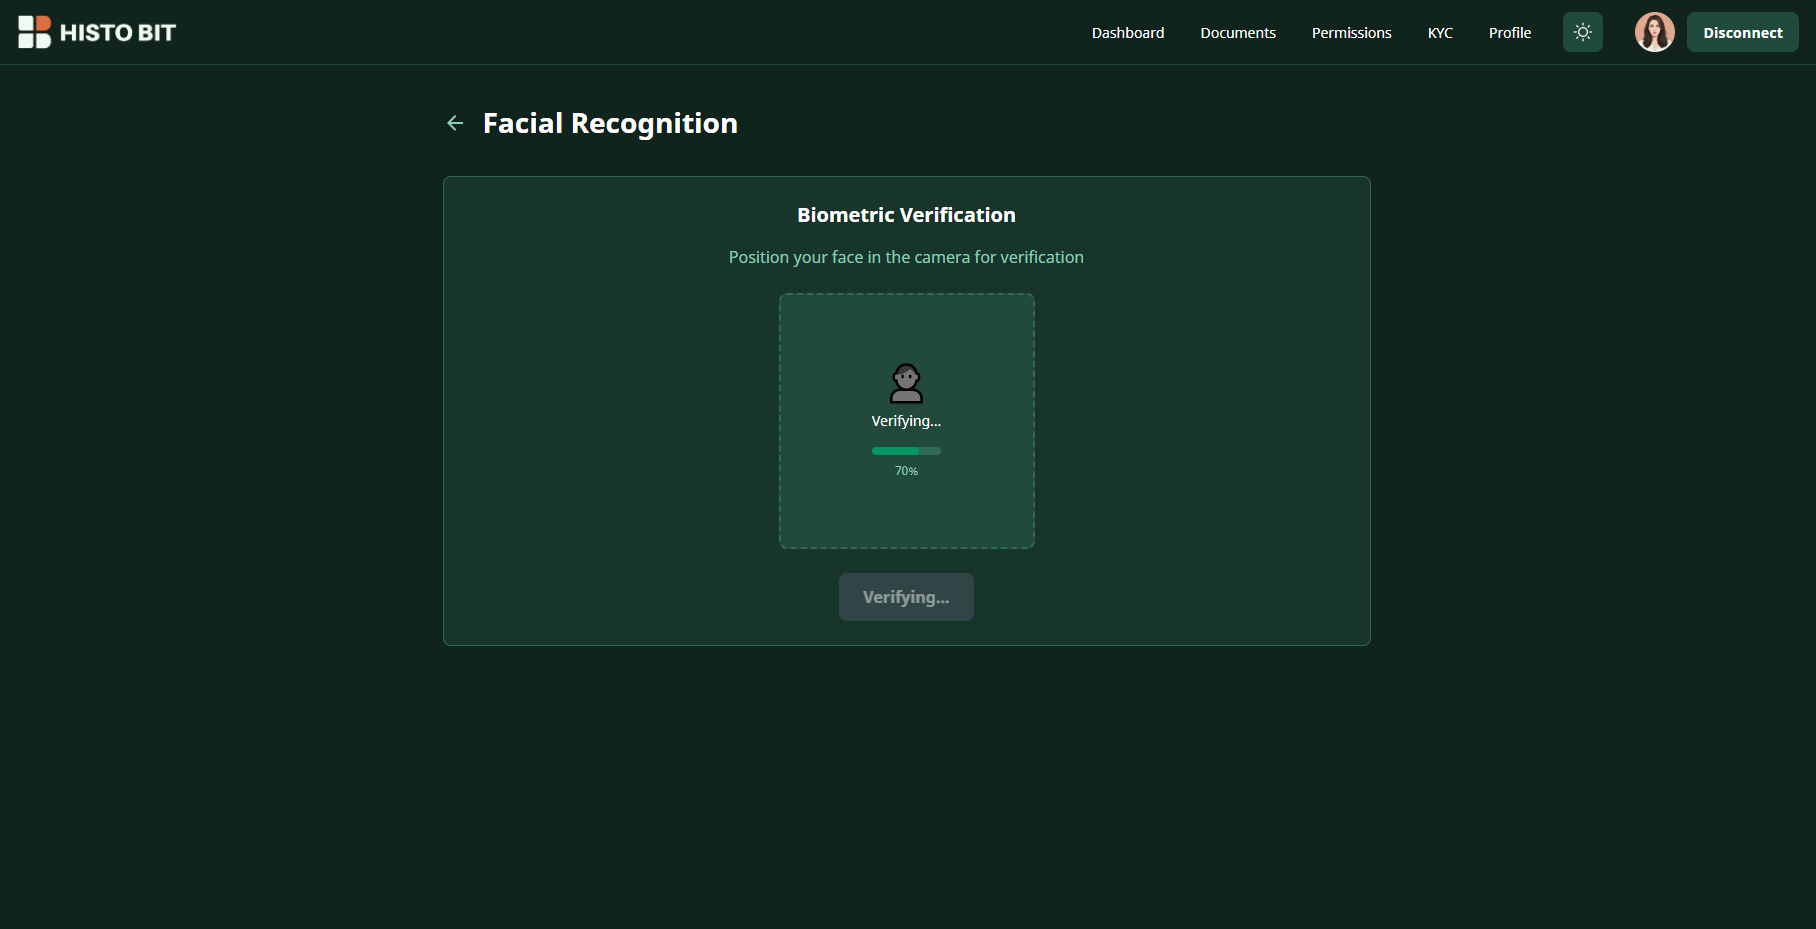 HISTO BIT
Dashboard
Documents
Permissions
KYC
Profile
Disconnect
Facial Recognition
Biometric Verification
Position your face in the camera for verification
Verifying...
70%
Verifying...